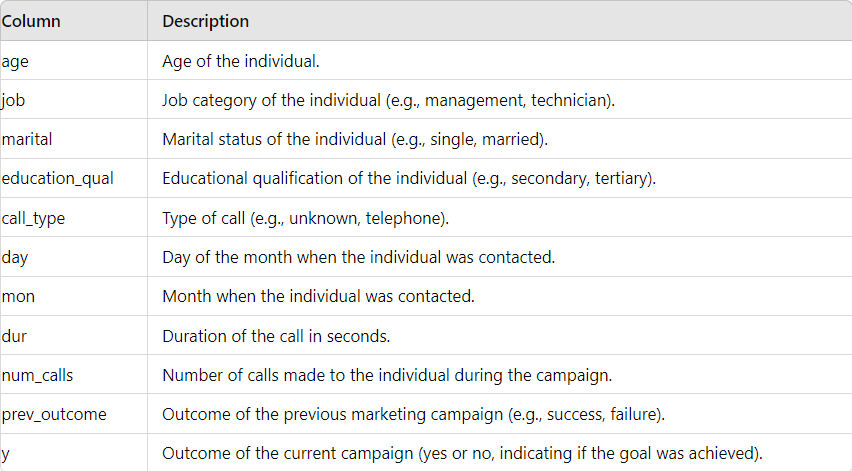 Column Description
age Age of the individual.
job Job category of the individual (e.g., management, technician).
marital Marital status of the individual (e.g., single, married).
education_qual Educational qualification of the individual (e.g., secondary, tertiary).
call_type Type of call (e.g., unknown, telephone).
day Day of the month when the individual was contacted.
mon Month when the individual was contacted.
dur Duration of the call in seconds.
num_calls Number of calls made to the individual during the campaign.
prev_outcome Outcome of the previous marketing campaign (e.g., success, failure).
y Outcome of the current campaign (yes or no, indicating if the goal was achieved).